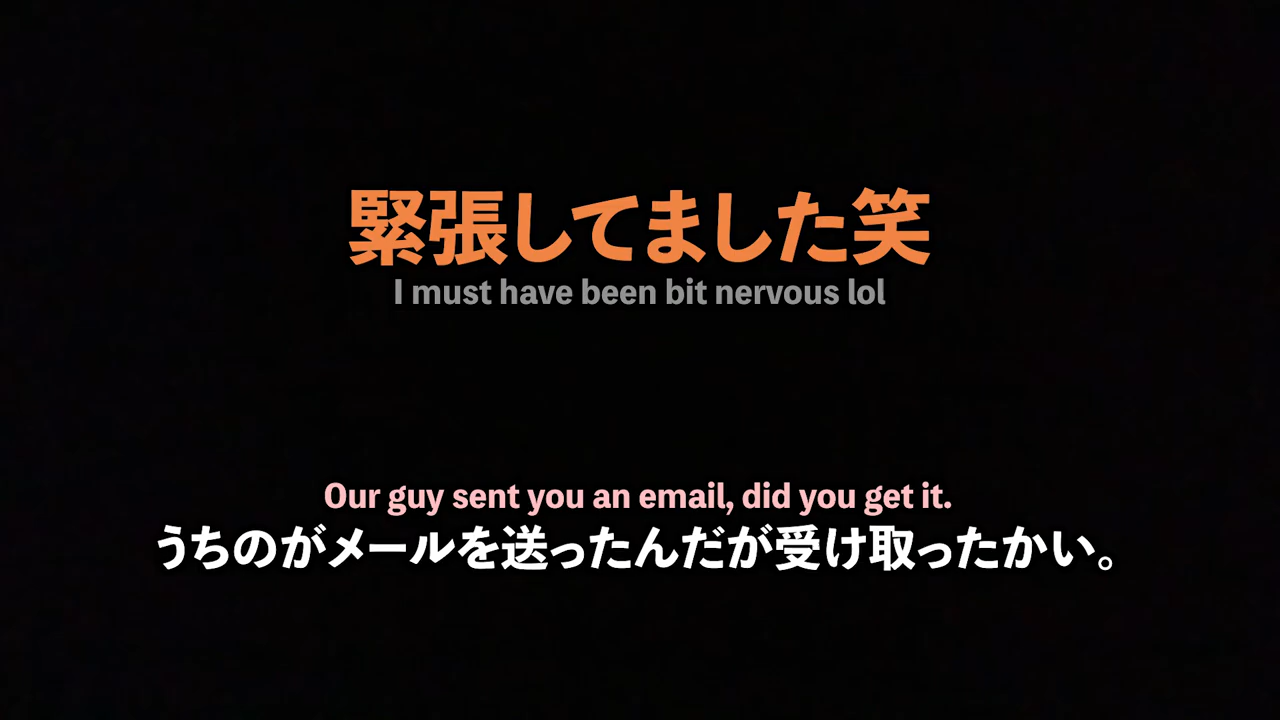 緊張してました笑
I must have been bit nervous lol
Our guy sent you an email, did you get it.
うちのがメールを送ったんだが受け取ったかい。